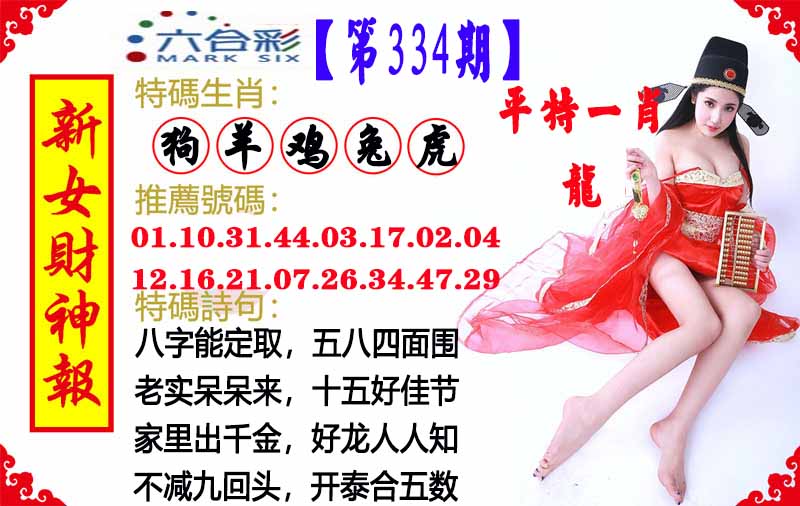 六合彩
MARK SIX
【第334期】
新女財神報
特碼生肖：
狗羊鸡兔虎
平特一肖
龍
推薦號碼：
01.10.31.44.03.17.02.04
12.16.21.07.26.34.47.29
特碼詩句：
八字能定取，五八四面围
老实呆呆来，十五好佳节
家里出千金，好龙人人知
不减九回头，开泰合五数